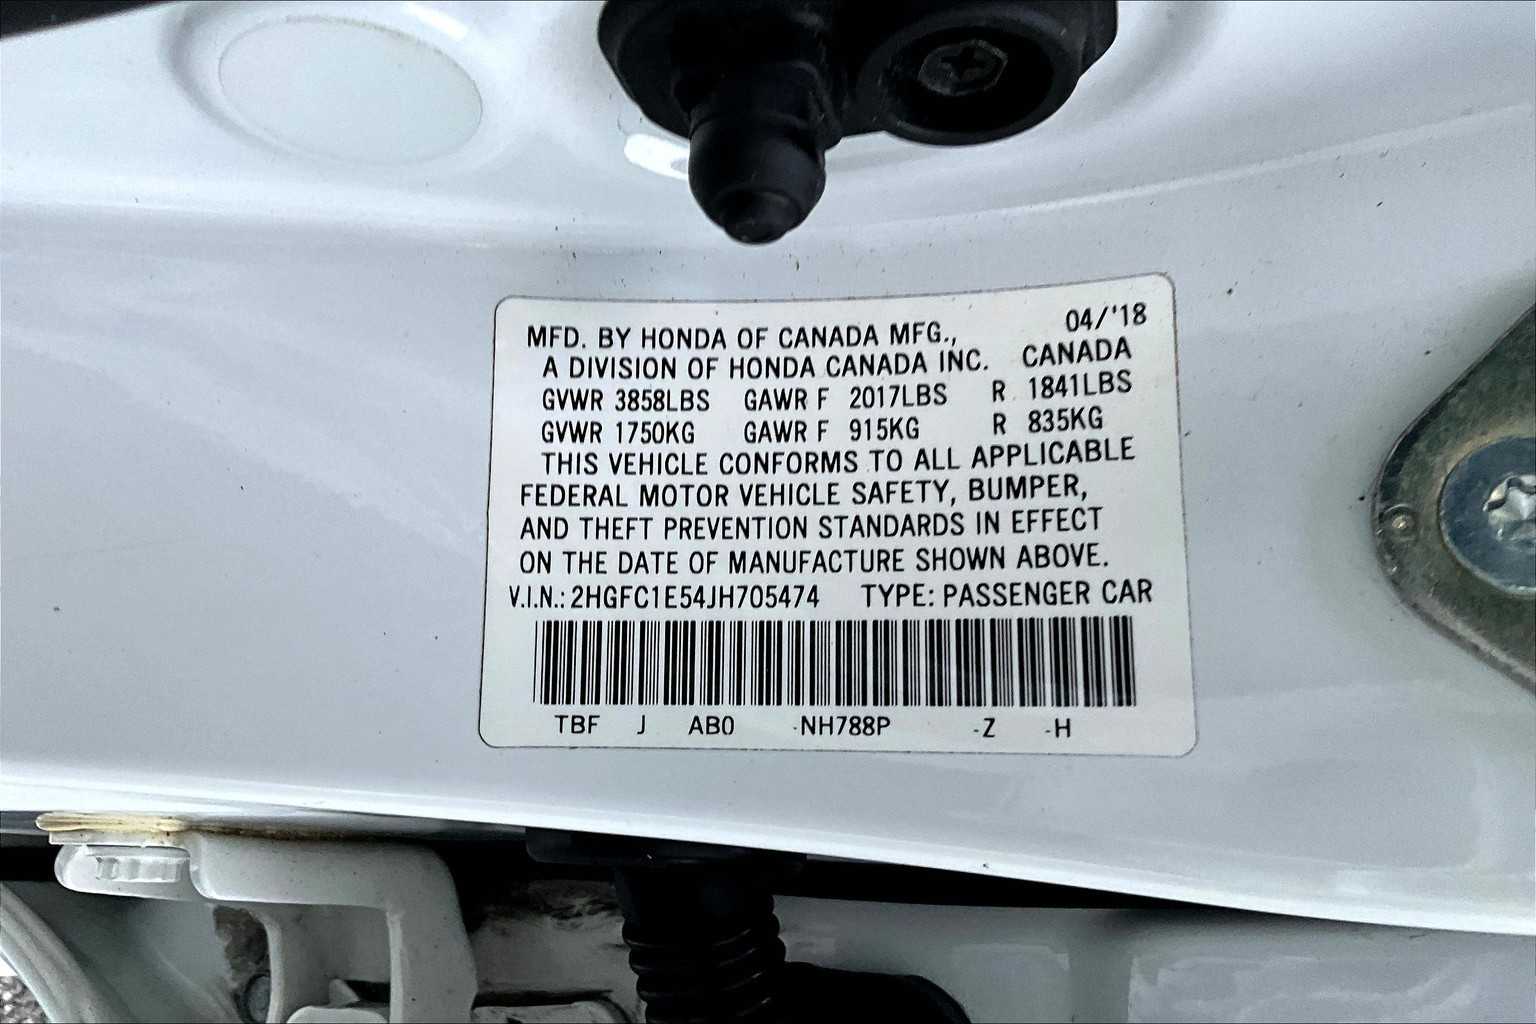 04/'18
MFD. BY HONDA OF CANADA MFG.,
A DIVISION OF HONDA CANADA INC. CANADA
GVWR 3858LBS GAWR F 2017LBS R 1841LBS
GVWR 1750KG GAWR F 915KG R 835KG
THIS VEHICLE CONFORMS TO ALL APPLICABLE
FEDERAL MOTOR VEHICLE SAFETY, BUMPER,
AND THEFT PREVENTION STANDARDS IN EFFECT
ON THE DATE OF MANUFACTURE SHOWN ABOVE.
V.I.N.: 2HGFC1E54JH705474 TYPE: PASSENGER CAR
TBF J AB0 -NH788P -Z -H